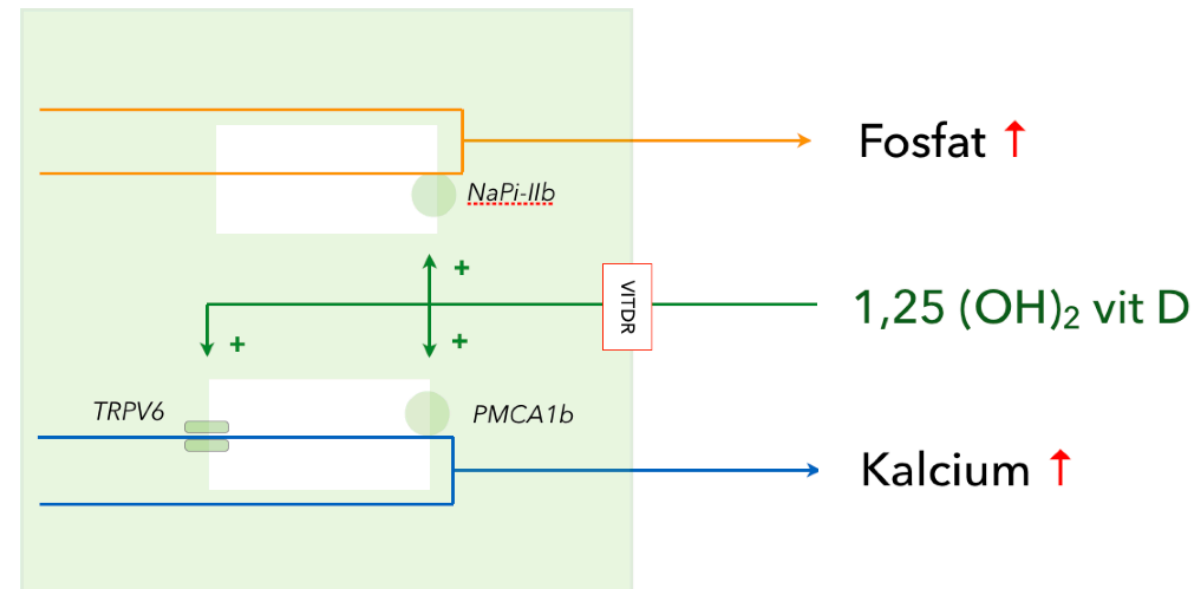 Fosfat ↑
NaPi-IIb
+
VITDR
1,25 (OH)₂ vit D
+
+
TRPV6
PMCA1b
Kalcium ↑